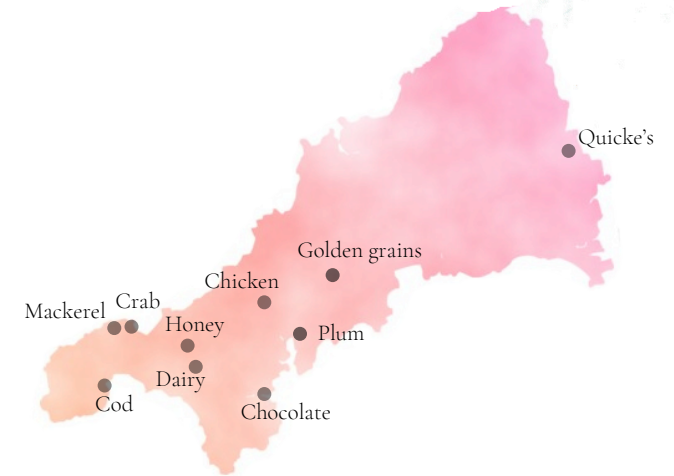 Quicke’s
Golden grains
Chicken
Crab
Mackerel
Honey
Plum
Dairy
Cod
Chocolate